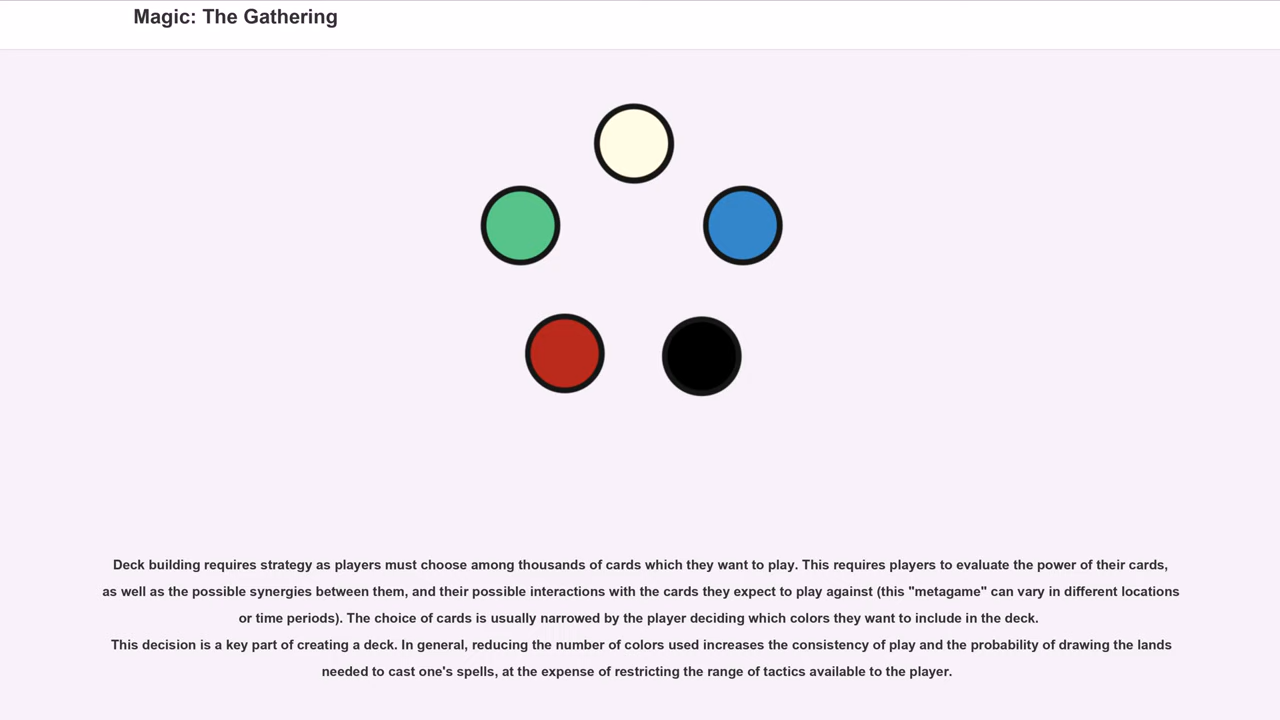 Magic: The Gathering
Deck building requires strategy as players must choose among thousands of cards which they want to play. This requires players to evaluate the power of their cards,
as well as the possible synergies between them, and their possible interactions with the cards they expect to play against (this "metagame" can vary in different locations
or time periods). The choice of cards is usually narrowed by the player deciding which colors they want to include in the deck.
This decision is a key part of creating a deck. In general, reducing the number of colors used increases the consistency of play and the probability of drawing the lands
needed to cast one's spells, at the expense of restricting the range of tactics available to the player.